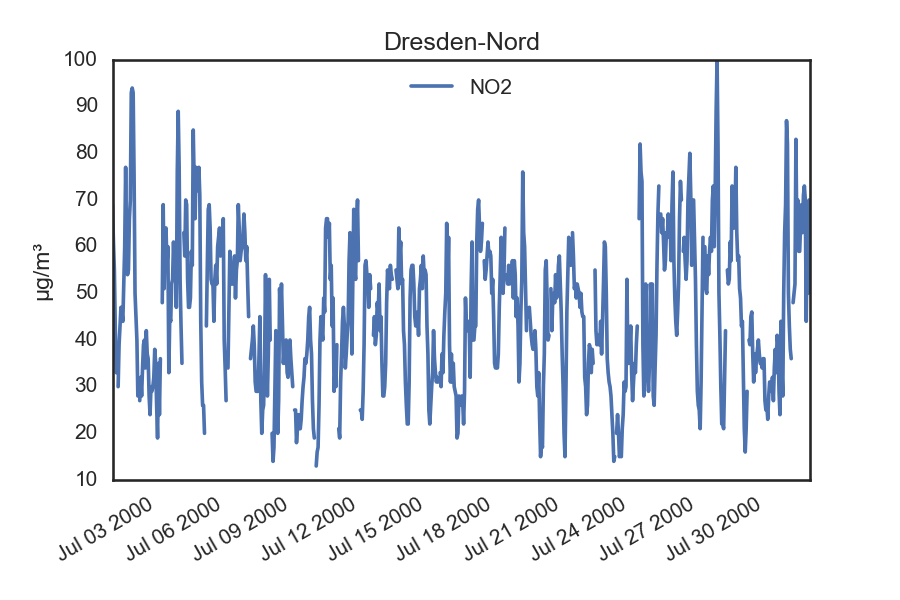 Dresden-Nord
NO2
µg/m³
100
90
80
70
60
50
40
30
20
10
Jul 03 2000
Jul 06 2000
Jul 09 2000
Jul 12 2000
Jul 15 2000
Jul 18 2000
Jul 21 2000
Jul 24 2000
Jul 27 2000
Jul 30 2000